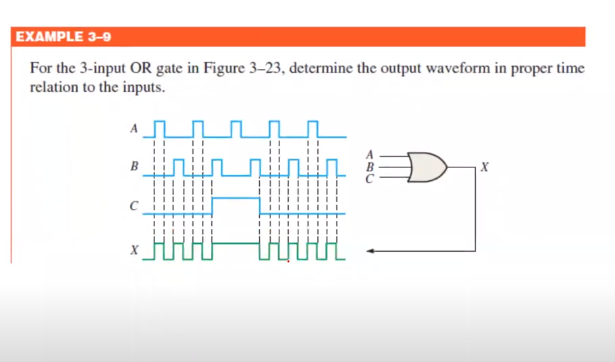 EXAMPLE 3–9
For the 3-input OR gate in Figure 3–23, determine the output waveform in proper time
relation to the inputs.
A
B
C
X
A
B
C
X